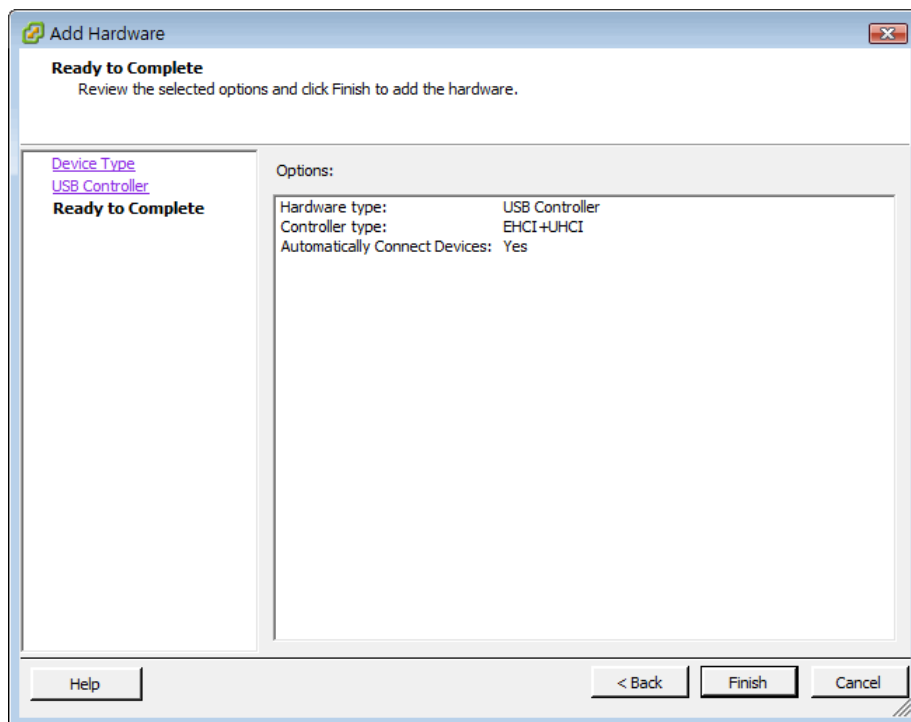 Add Hardware
Ready to Complete
Review the selected options and click Finish to add the hardware.
Device Type
USB Controller
Ready to Complete
Options:
Hardware type: USB Controller
Controller type: EHCI+UHCI
Automatically Connect Devices: Yes
Help
< Back
Finish
Cancel